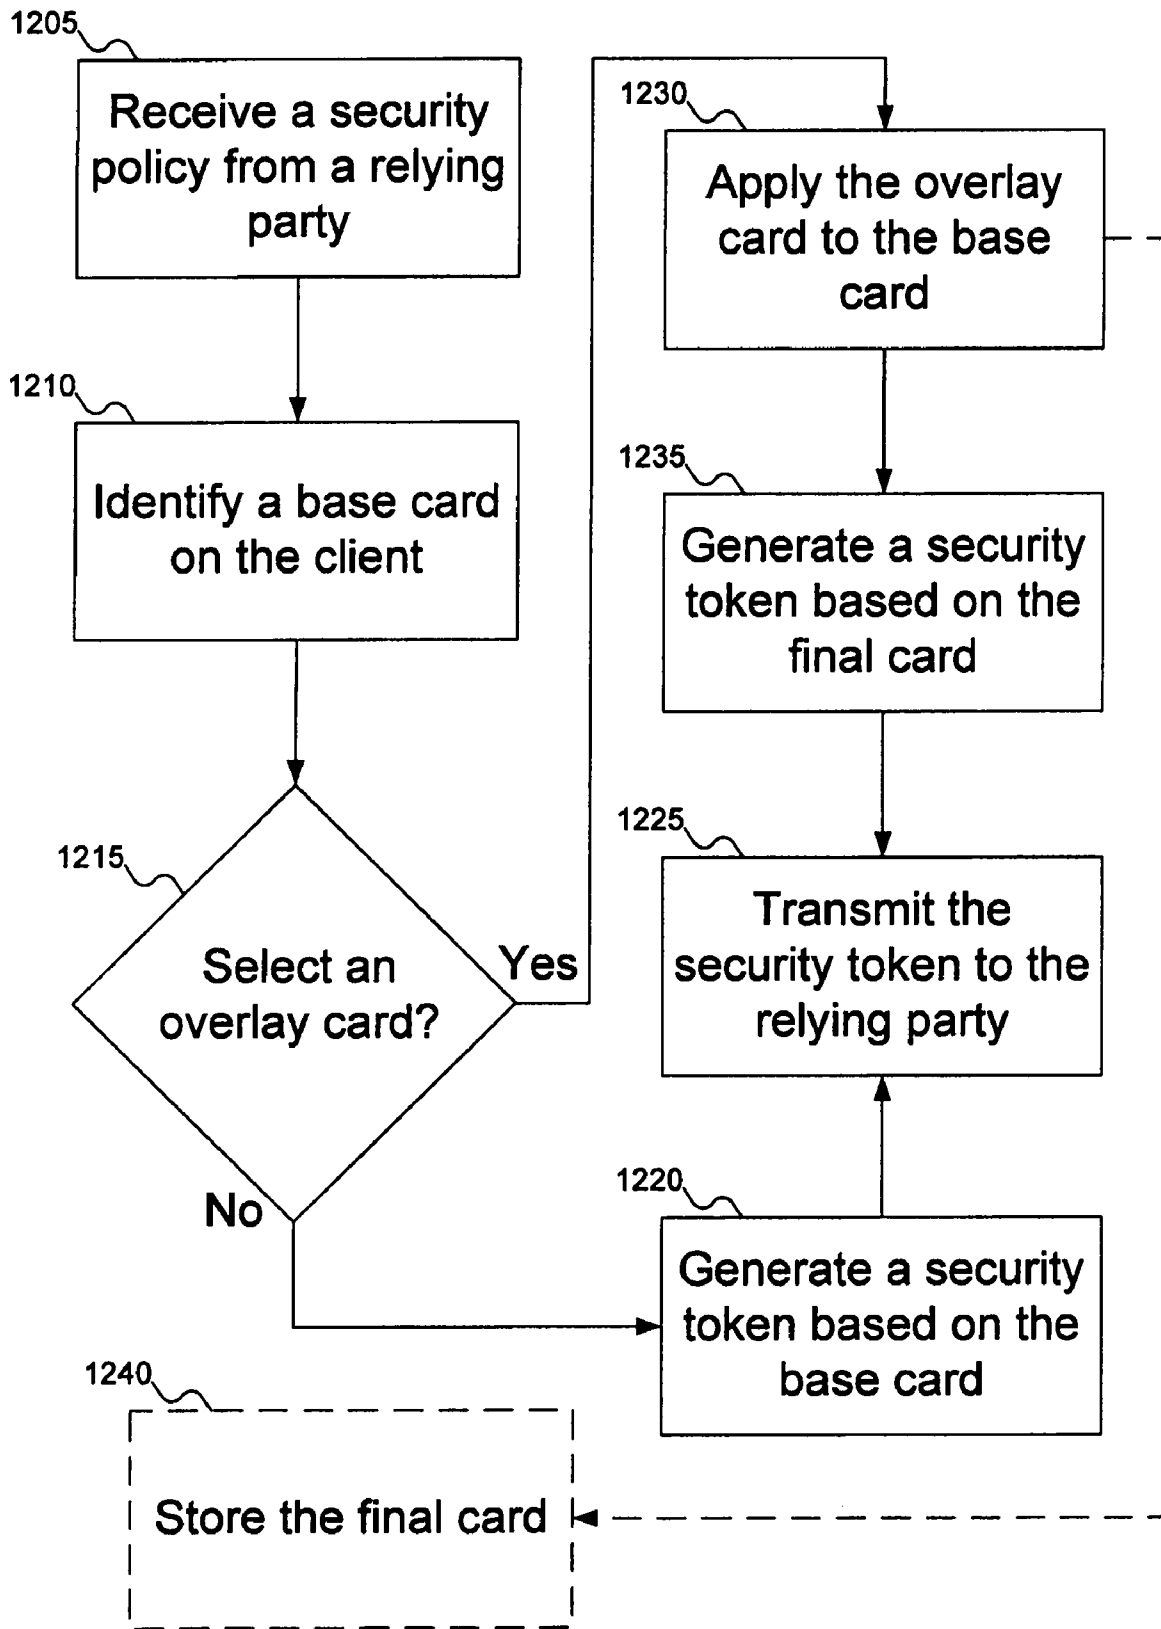 1205
Receive a security
policy from a relying
party
1210
Identify a base card
on the client
1215
Select an
overlay card?
Yes
No
1230
Apply the overlay
card to the base
card
1235
Generate a security
token based on the
final card
1225
Transmit the
security token to the
relying party
1220
Generate a security
token based on the
base card
1240
Store the final card